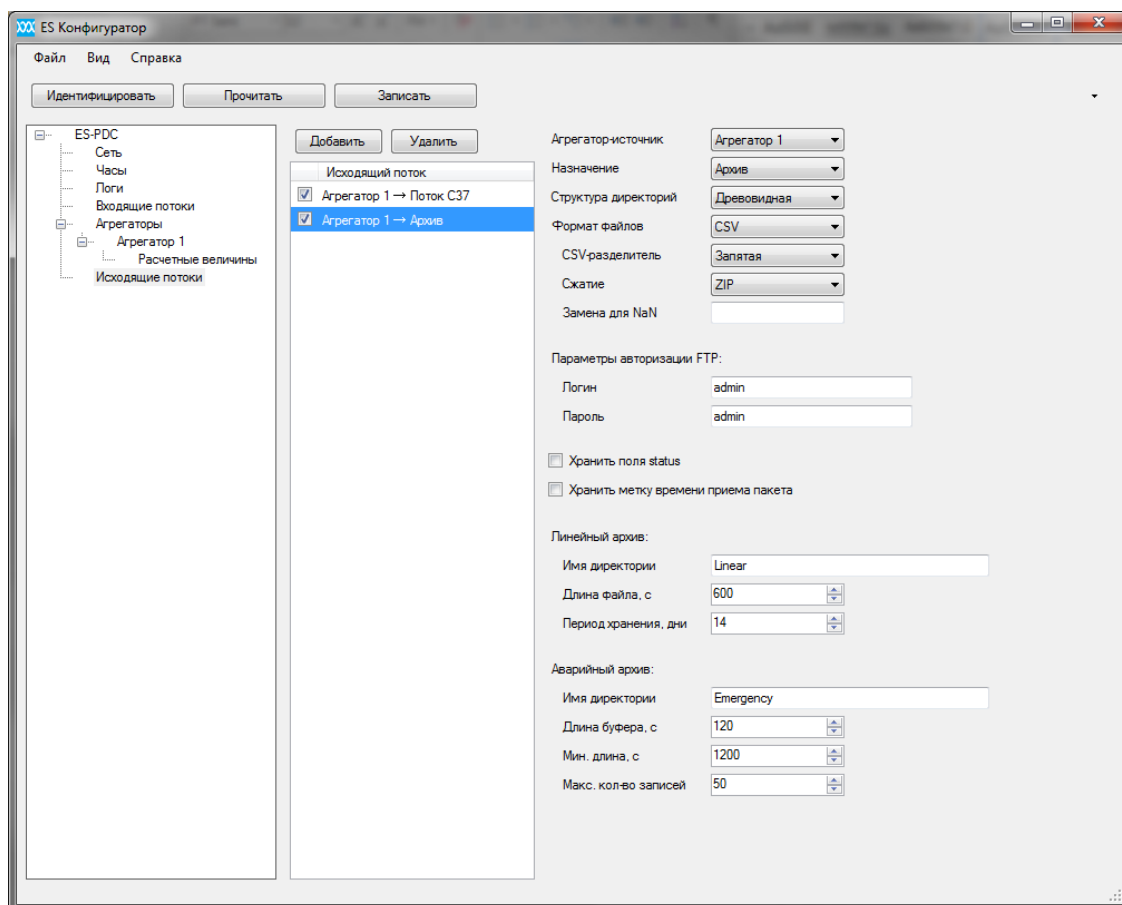 ES Конфигуратор
Файл Вид Справка
Идентифицировать Прочитать Записать
ES-PDC
Сеть
Часы
Логи
Входящие потоки
Агрегаторы
Агрегатор 1
Расчетные величины
Исходящие потоки
Добавить Удалить
Исходящий поток
Агрегатор 1 → Поток C37
Агрегатор 1 → Архив
Агрегатор-источник Агрегатор 1
Назначение Архив
Структура директорий Древовидная
Формат файлов CSV
CSV-разделитель Запятая
Сжатие ZIP
Замена для NaN
Параметры авторизации FTP:
Логин admin
Пароль admin
Хранить поля status
Хранить метку времени приема пакета
Линейный архив:
Имя директории Linear
Длина файла, с 600
Период хранения, дни 14
Аварийный архив:
Имя директории Emergency
Длина буфера, с 120
Мин. длина, с 1200
Макс. кол-во записей 50